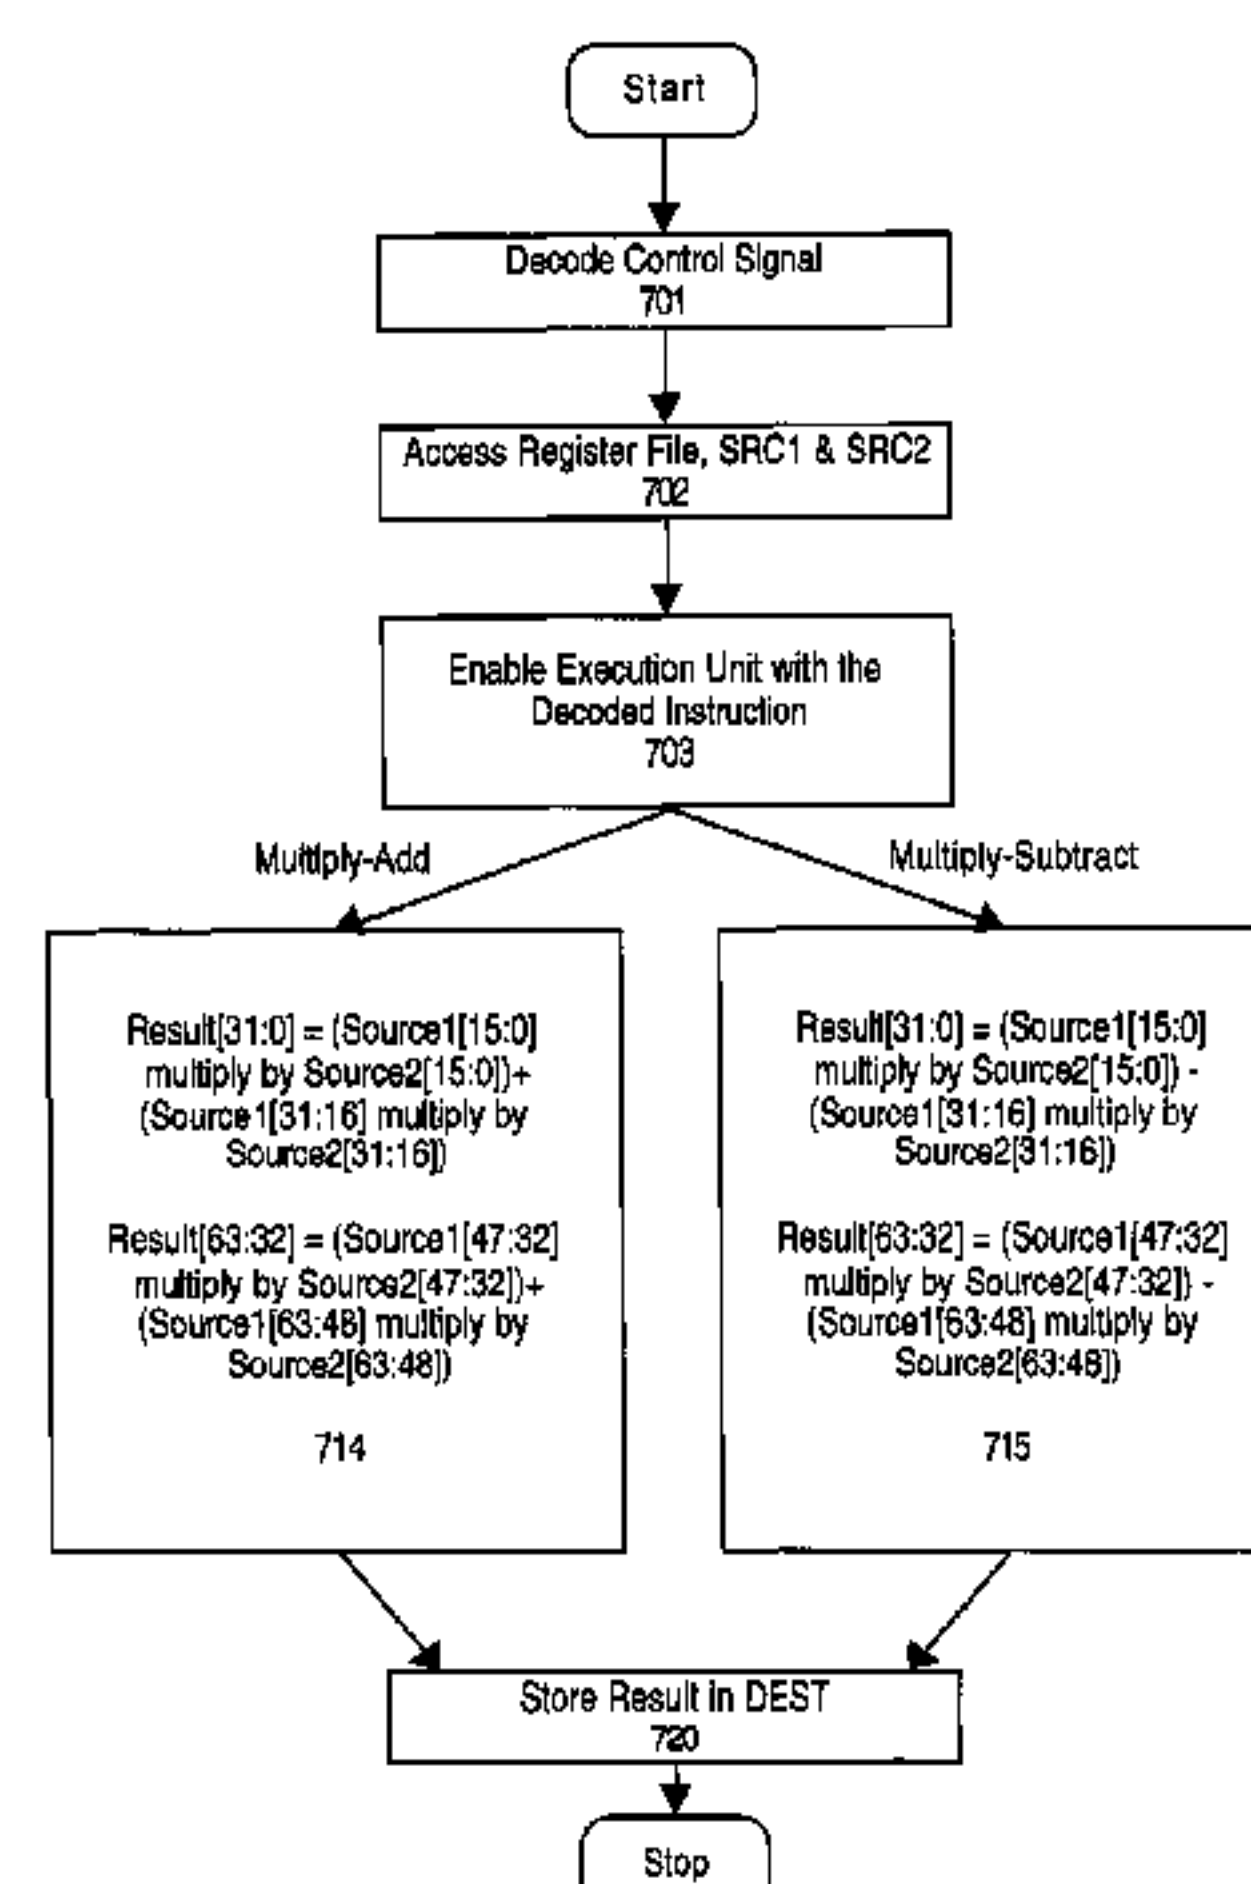 Start
Decode Control Signal
701
Access Register File, SRC1 & SRC2
702
Enable Execution Unit with the
Decoded Instruction
703
Multiply-Add
Multiply-Subtract
Result[31:0] = (Source1[15:0]
multiply by Source2[15:0])+
(Source1[31:16] multiply by
Source2[31:16])
Result[63:32] = (Source1[47:32]
multiply by Source2[47:32])+
(Source1[63:48] multiply by
Source2[63:48])
714
Result[31:0] = (Source1[15:0]
multiply by Source2[15:0]) -
(Source1[31:16] multiply by
Source2[31:16])
Result[63:32] = (Source1[47:32]
multiply by Source2[47:32]) -
(Source1[63:48] multiply by
Source2[63:48])
715
Store Result in DEST
720
Stop